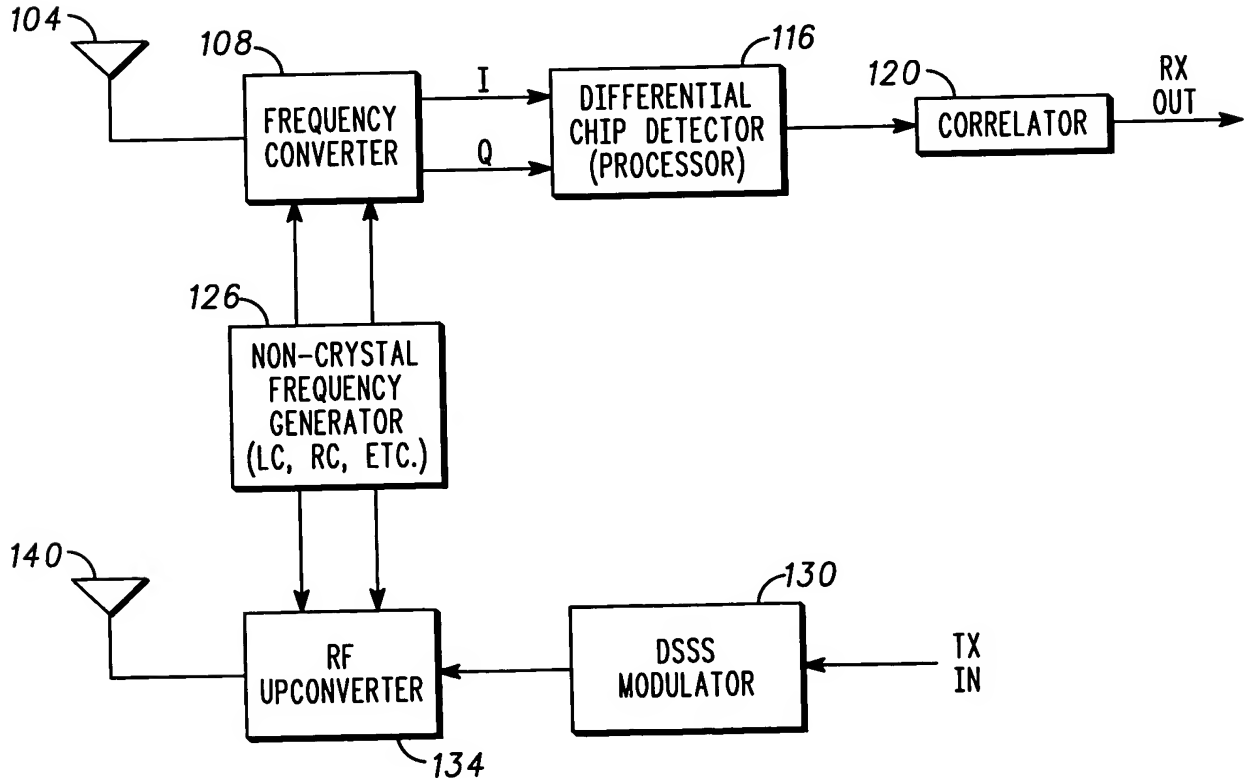 104
108
FREQUENCY
CONVERTER
I
Q
116
DIFFERENTIAL
CHIP DETECTOR
(PROCESSOR)
120
CORRELATOR
RX
OUT
126
NON-CRYSTAL
FREQUENCY
GENERATOR
(LC, RC, ETC.)
140
RF
UPCONVERTER
134
130
DSSS
MODULATOR
TX
IN